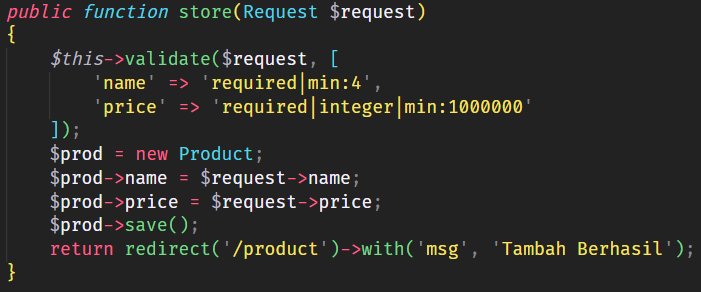 public function store(Request $request)
{
    $this->validate($request, [
        'name' => 'required|min:4',
        'price' => 'required|integer|min:1000000'
    ]);
    $prod = new Product;
    $prod->name = $request->name;
    $prod->price = $request->price;
    $prod->save();
    return redirect('/product')->with('msg', 'Tambah Berhasil');
}